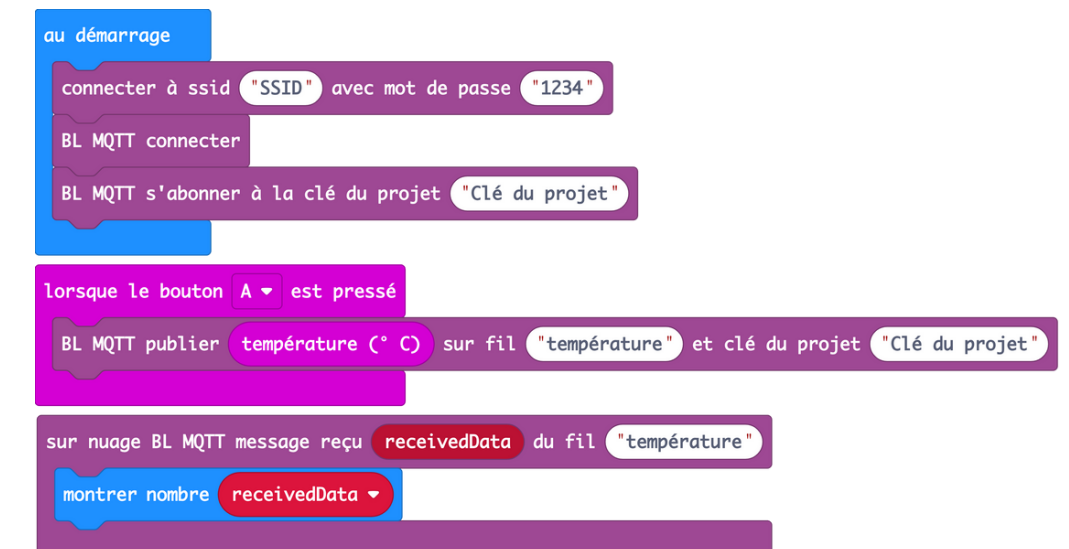 au démarrage
connecter à ssid "SSID" avec mot de passe "1234"
BL MQTT connecter
BL MQTT s'abonner à la clé du projet "Clé du projet"
lorsque le bouton A est pressé
BL MQTT publier température (° C) sur fil "température" et clé du projet "Clé du projet"
sur nuage BL MQTT message reçu receivedData du fil "température"
montrer nombre receivedData